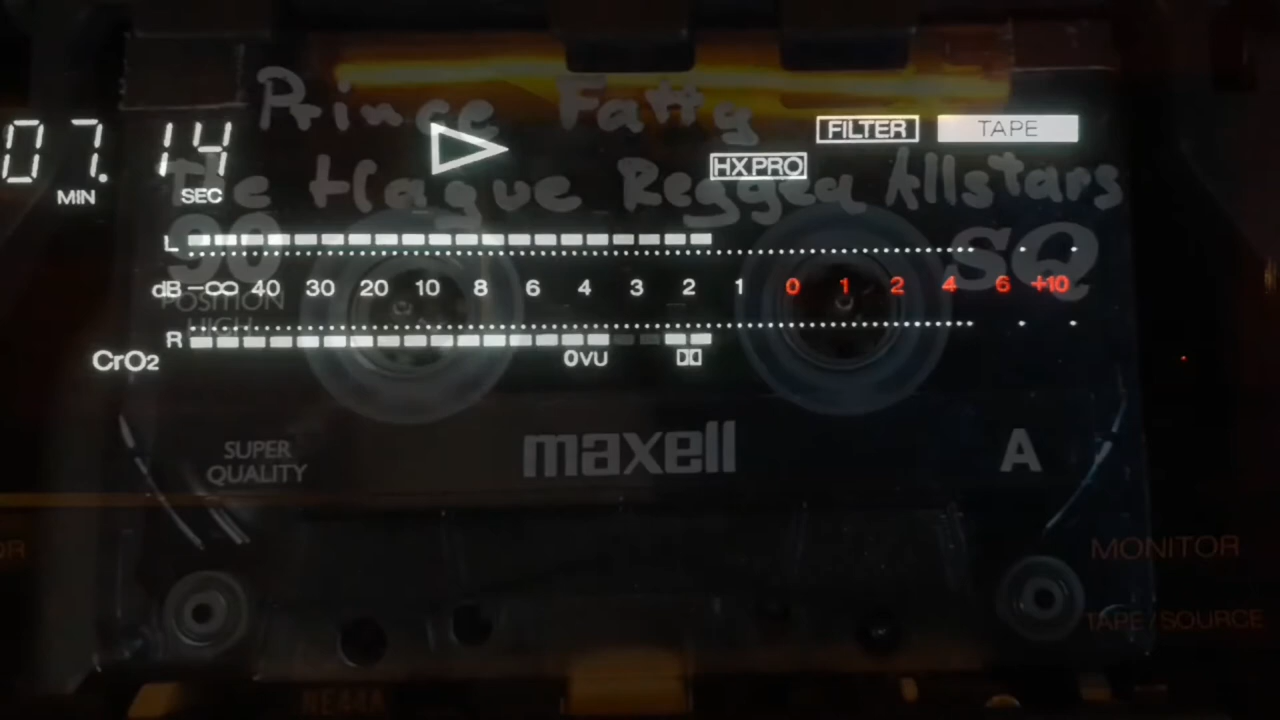 Prince Fatty
FILTER TAPE
07. 14
HX PRO
MIN SEC
The Hague Reggea Allstars
90 SQ
L
dB -∞ 40 30 20 10 8 6 4 3 2 1 0 1 2 4 6 +10
POSITION
HIGH
R
CrO2 0VU
SUPER
QUALITY
maxell A
MONITOR
TAPE / SOURCE